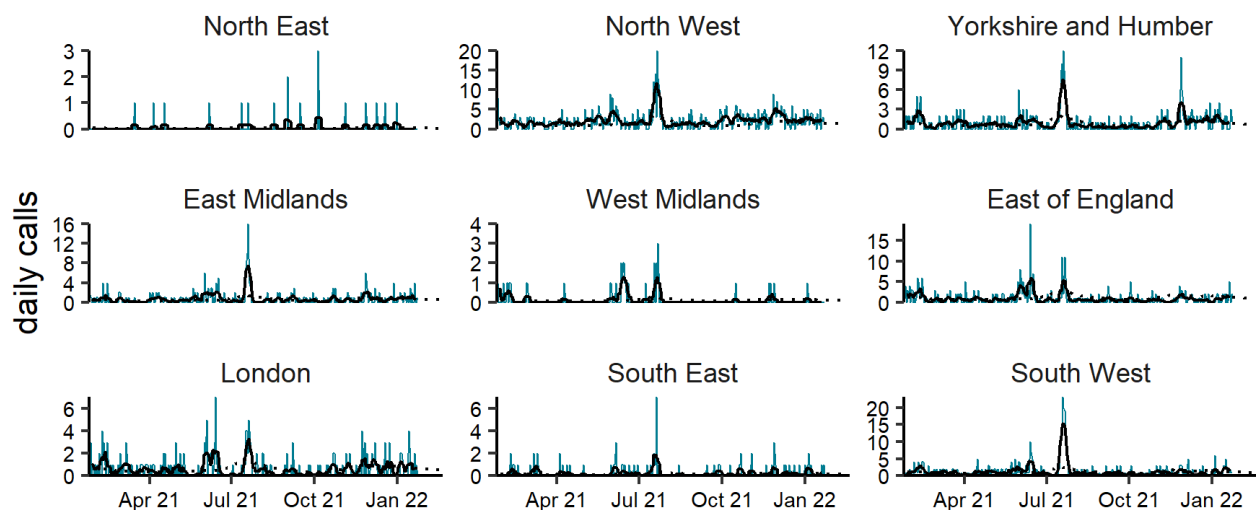 North East North West Yorkshire and Humber
3 20 12
2 15 9
1 10 6
0 5 3
0 0
East Midlands West Midlands East of England
16 4
12 3 15
8 2 10
4 1 5
0 0 0
daily calls
London South East South West
6 6 20
4 4 15
2 2 10
0 0 5
0
Apr 21 Jul 21 Oct 21 Jan 22 Apr 21 Jul 21 Oct 21 Jan 22 Apr 21 Jul 21 Oct 21 Jan 22